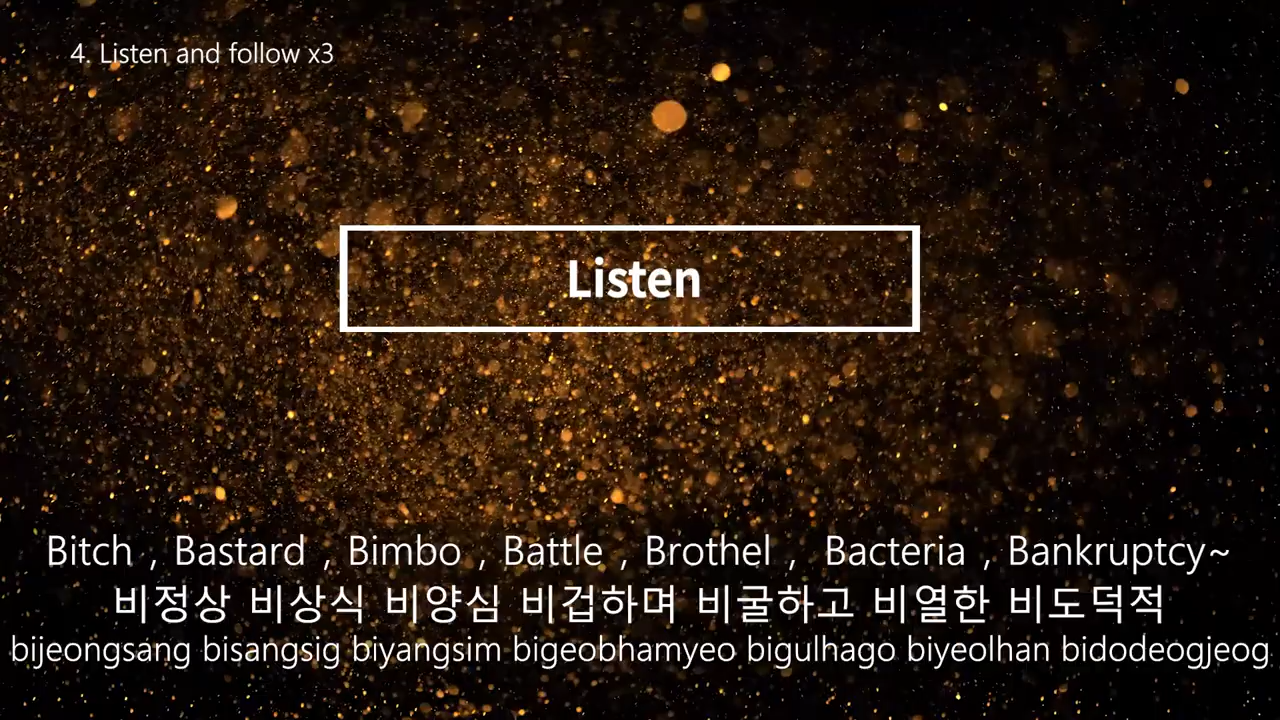 4. Listen and follow x3
Listen
Bitch , Bastard , Bimbo , Battle , Brothel , Bacteria , Bankruptcy~
비정상 비상식 비양심 비겁하며 비굴하고 비열한 비도덕적
bijeongsang bisangsig biyangsim bigeobhamyeo bigulhago biyeolhan bidodeogjeog